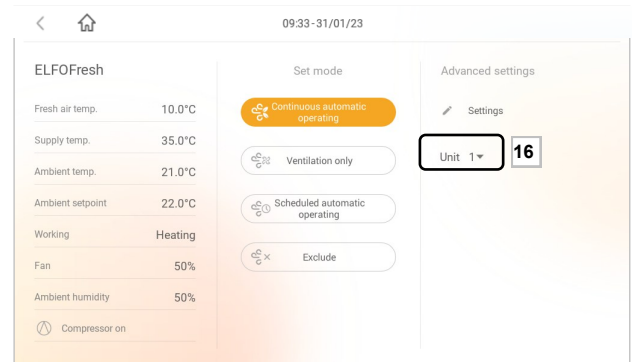 09:33-31/01/23
ELFOFresh
Fresh air temp. 10.0°C
Supply temp. 35.0°C
Ambient temp. 21.0°C
Ambient setpoint 22.0°C
Working Heating
Fan 50%
Ambient humidity 50%
Compressor on
Set mode
Continuous automatic
operating
Ventilation only
Scheduled automatic
operating
Exclude
Advanced settings
Settings
Unit 1
16